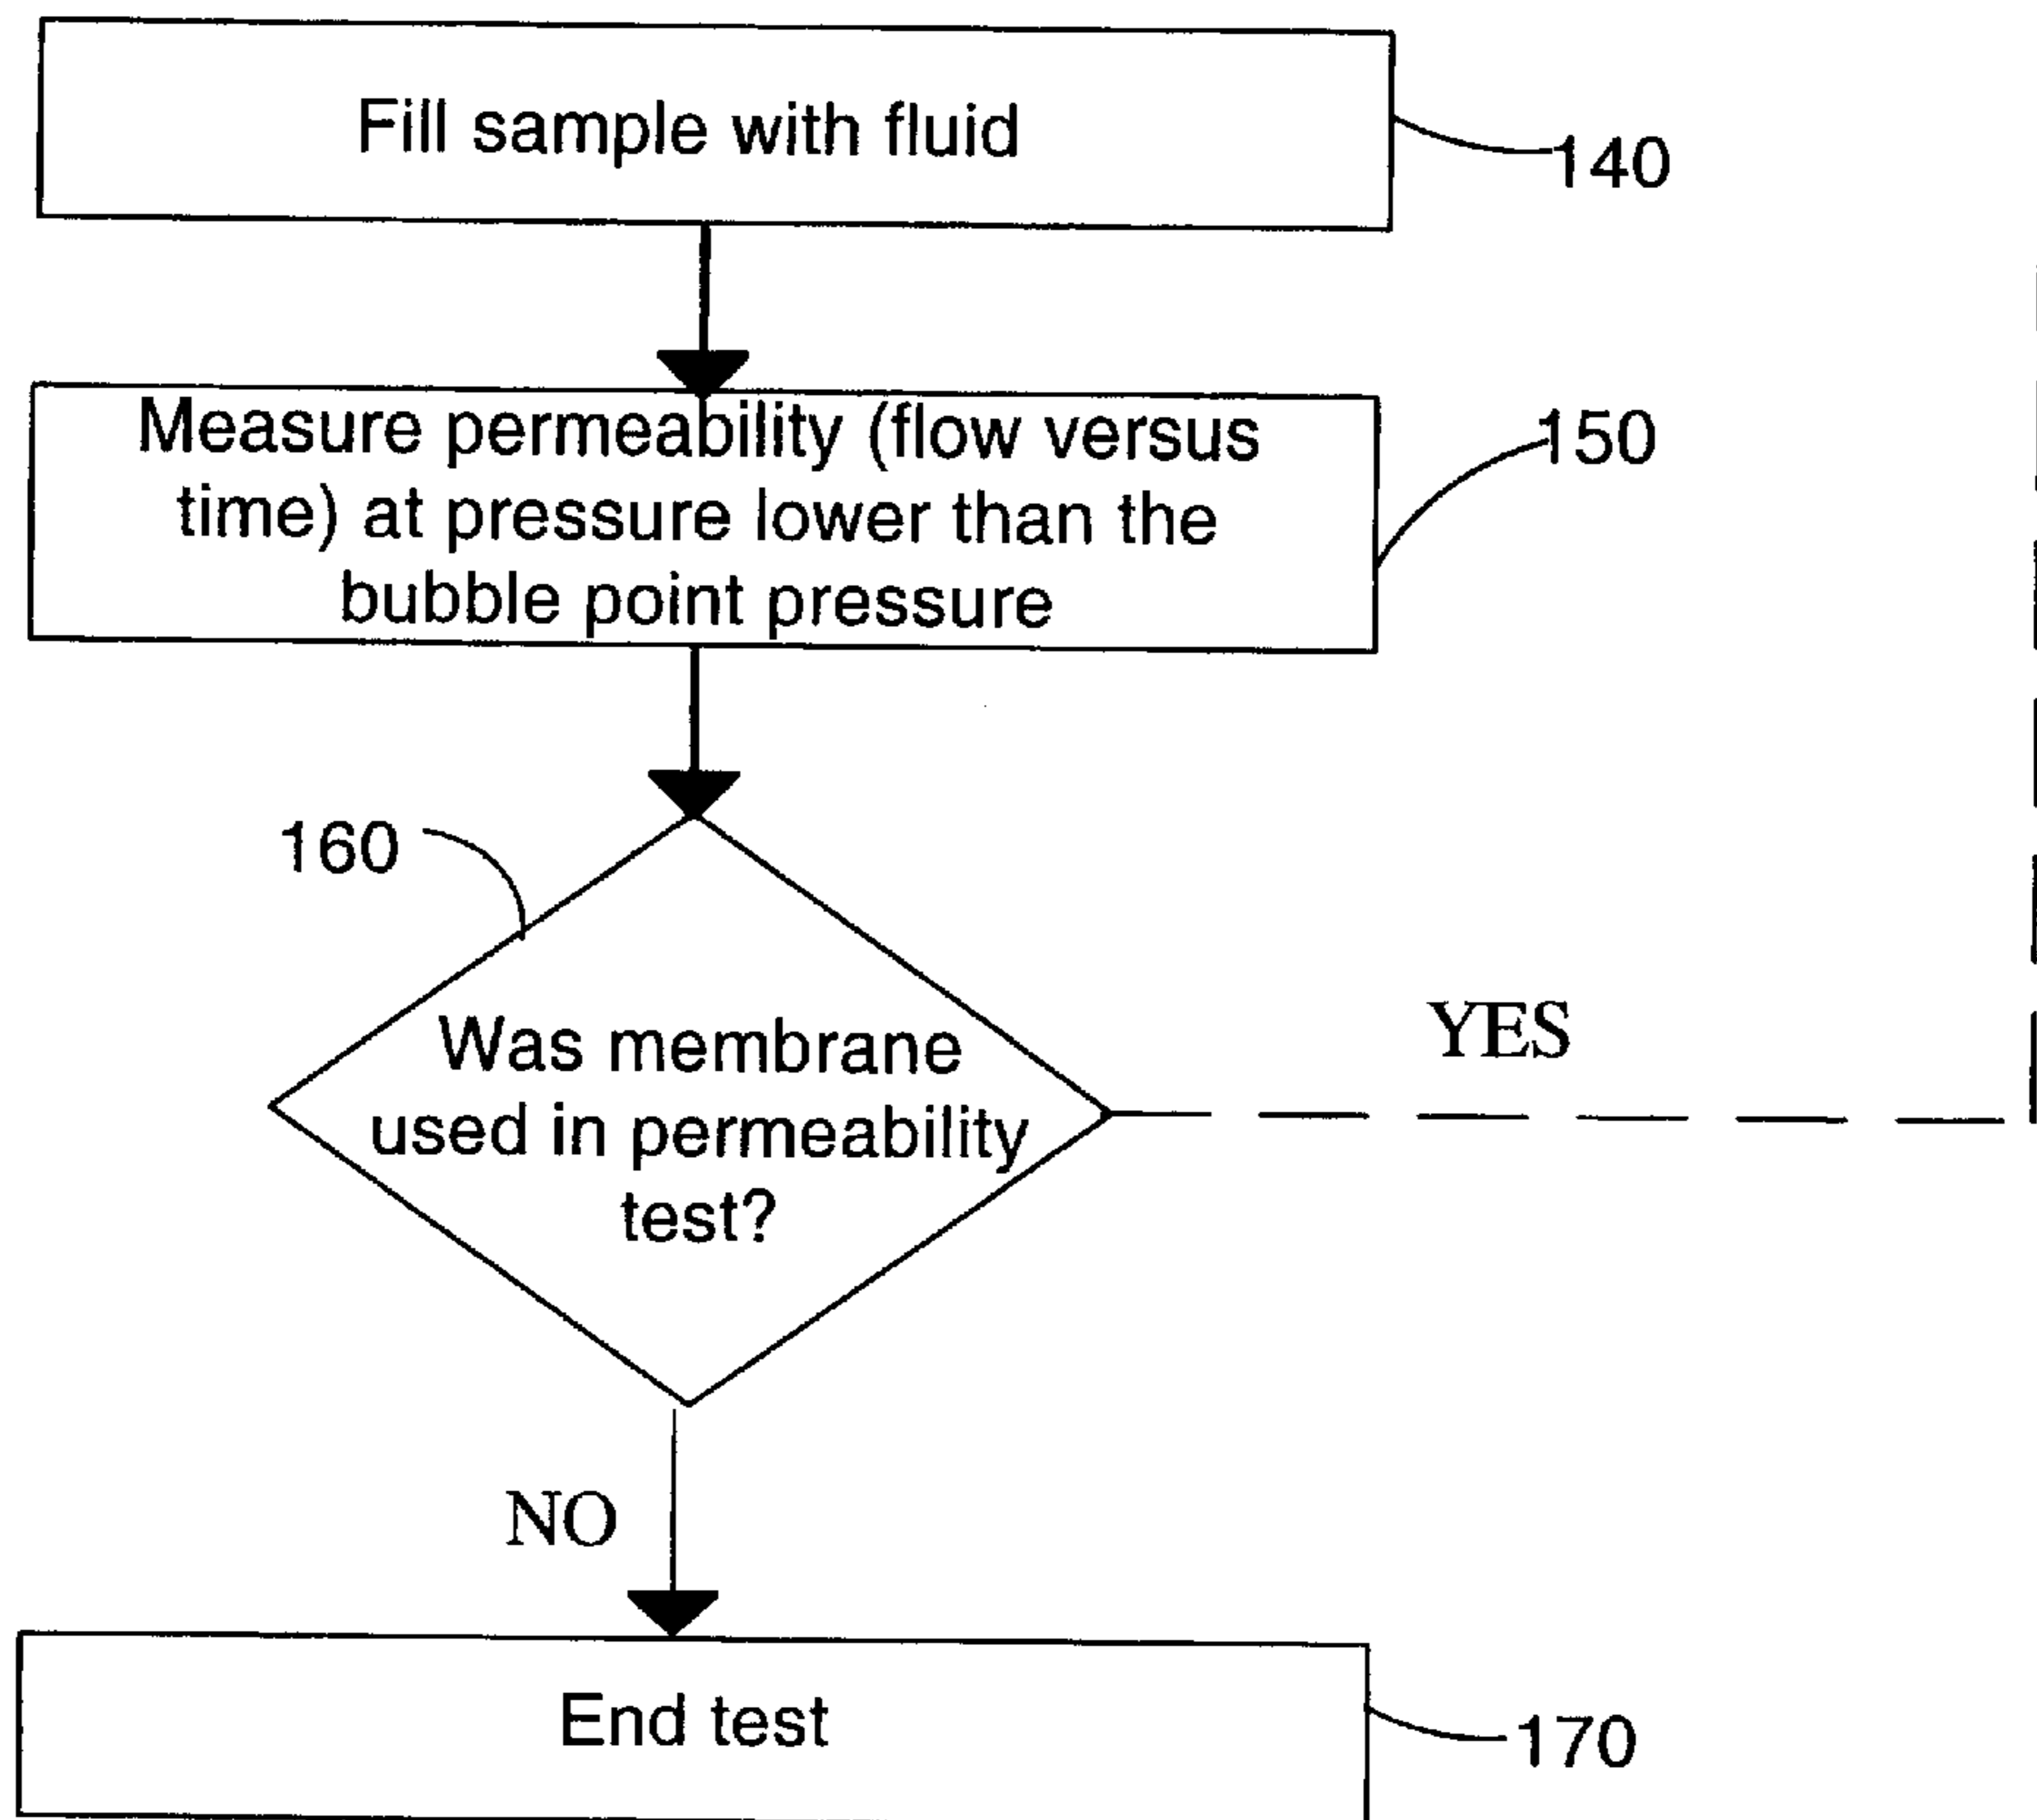 Fill sample with fluid
140
Measure permeability (flow versus
time) at pressure lower than the
bubble point pressure
150
160
Was membrane
used in permeability
test?
YES
NO
End test
170